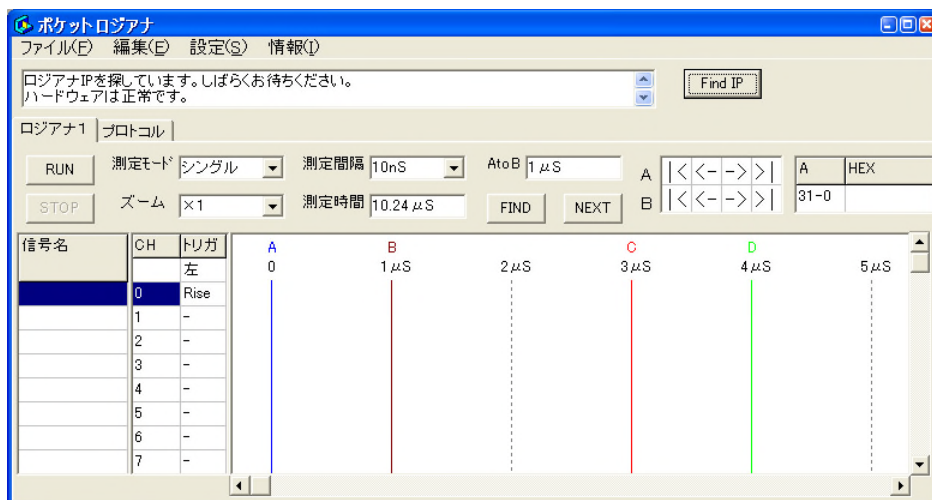 ポケットロジアナ
ファイル(F) 編集(E) 設定(S) 情報(I)
ロジアナIPを探しています。しばらくお待ちください。
ハードウェアは正常です。
Find IP
ロジアナ1 プロトコル
RUN 測定モード シングル 測定間隔 10nS AtoB 1μS A |< <- -> >| A HEX
STOP ズーム ×1 測定時間 10.24μS FIND NEXT B |< <- -> >| 31-0
信号名 CH トリガ A B C D
左 0 1μS 2μS 3μS 4μS 5μS
0 Rise
1 -
2 -
3 -
4 -
5 -
6 -
7 -